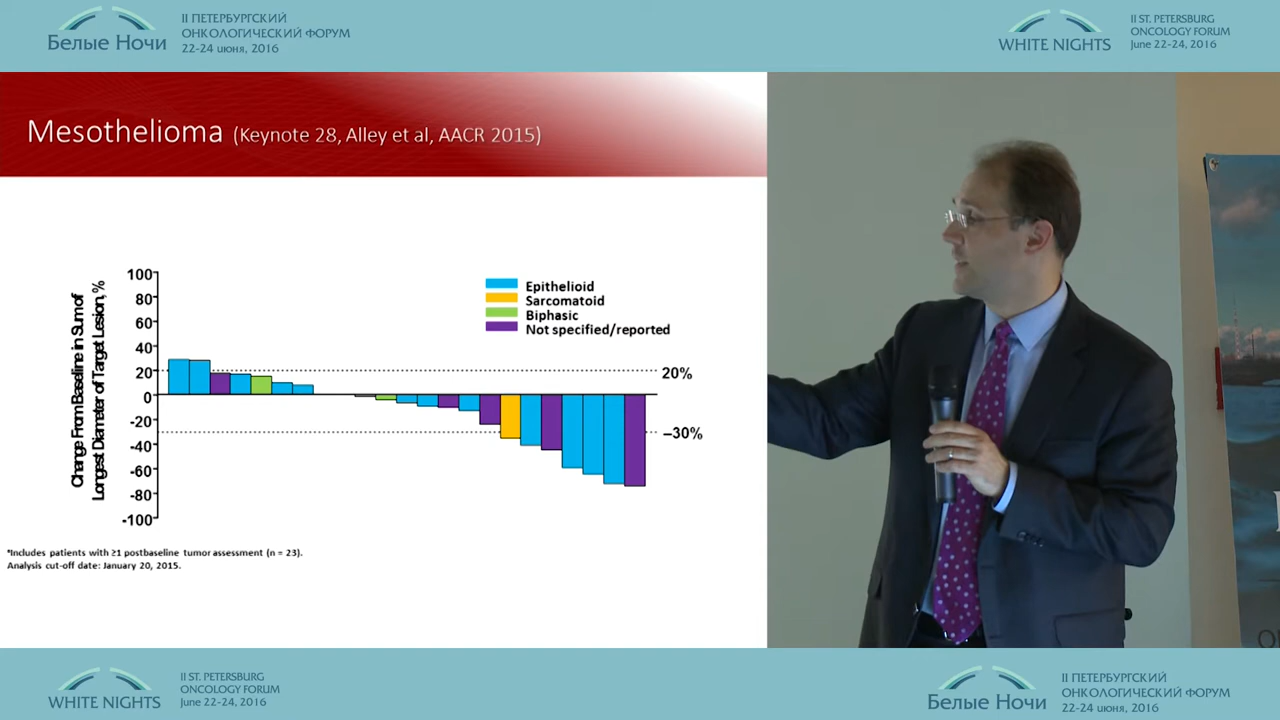 II ПЕТЕРБУРГСКИЙ
ОНКОЛОГИЧЕСКИЙ ФОРУМ
Белые Ночи
22-24 июня, 2016
II ST. PETERSBURG
ONCOLOGY FORUM
WHITE NIGHTS
June 22-24, 2016
Mesothelioma (Keynote 28, Alley et al, AACR 2015)
Change From Baseline in Sum of
Longest Diameter of Target Lesion, %
100
80
60
40
20
0
-20
-40
-60
-80
-100
Epithelioid
Sarcomatoid
Biphasic
Not specified/reported
20%
–30%
*Includes patients with ≥1 postbaseline tumor assessment (n = 23).
Analysis cut-off date: January 20, 2015.
II ST. PETERSBURG
ONCOLOGY FORUM
WHITE NIGHTS
June 22-24, 2016
II ПЕТЕРБУРГСКИЙ
ОНКОЛОГИЧЕСКИЙ ФОРУМ
Белые Ночи
22-24 июня, 2016